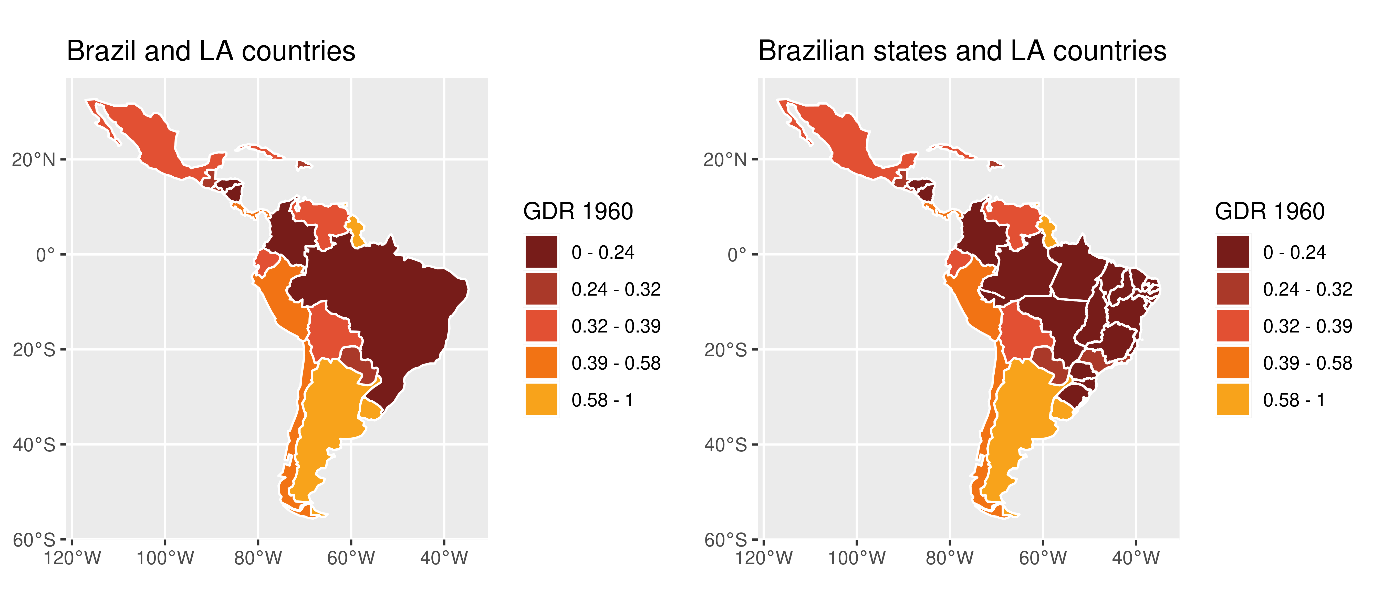 Brazil and LA countries
20°N
0°
20°S
40°S
60°S
120°W 100°W 80°W 60°W 40°W
GDR 1960
0 - 0.24
0.24 - 0.32
0.32 - 0.39
0.39 - 0.58
0.58 - 1
Brazilian states and LA countries
20°N
0°
20°S
40°S
60°S
120°W 100°W 80°W 60°W 40°W
GDR 1960
0 - 0.24
0.24 - 0.32
0.32 - 0.39
0.39 - 0.58
0.58 - 1